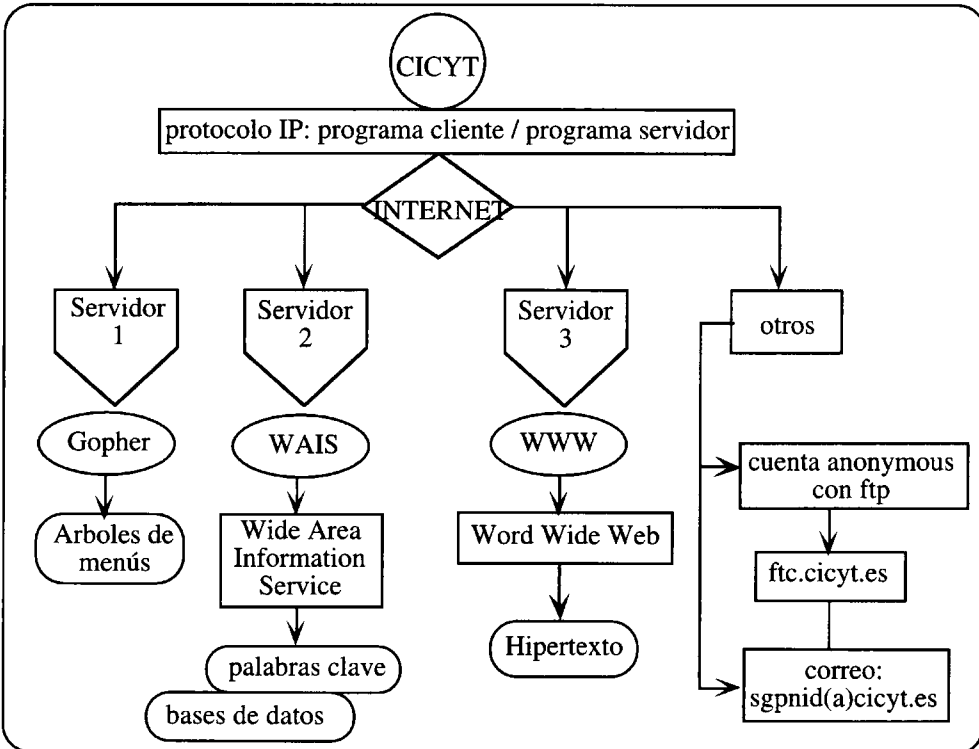 CICYT
protocolo IP: programa cliente / programa servidor
INTERNET
Servidor
1
Servidor
2
Servidor
3
otros
Gopher
WAIS
WWW
Arboles de
menús
Wide Area
Information
Service
palabras clave
bases de datos
Word Wide Web
Hipertexto
cuenta anonymous
con ftp
ftc.cicyt.es
correo:
sgpnid(a)cicyt.es